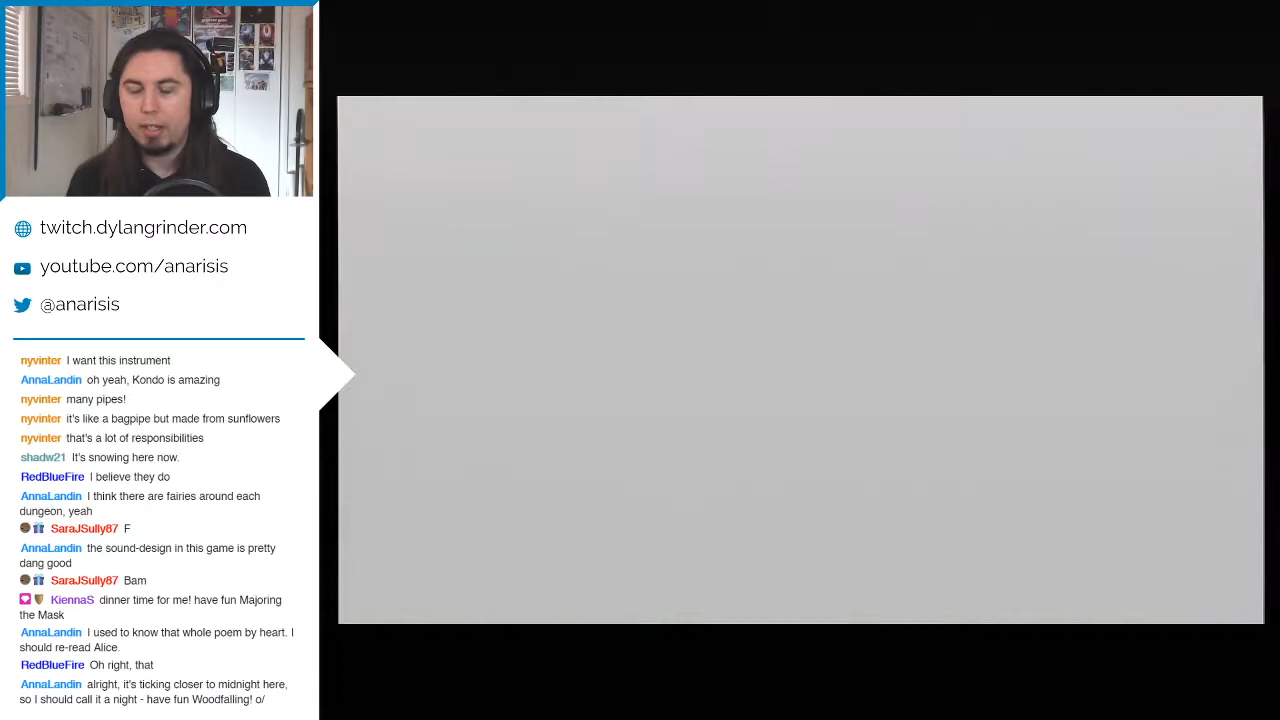 twitch.dylangrinder.com
youtube.com/anarisis
@anarisis
nyvinter I want this instrument
AnnaLandin oh yeah, Kondo is amazing
nyvinter many pipes!
nyvinter it's like a bagpipe but made from sunflowers
nyvinter that's a lot of responsibilities
shadw21 It's snowing here now.
RedBlueFire I believe they do
AnnaLandin I think there are fairies around each
dungeon, yeah
SaraJSully87 F
AnnaLandin the sound-design in this game is pretty
dang good
SaraJSully87 Bam
KiennaS dinner time for me! have fun Majoring
the Mask
AnnaLandin I used to know that whole poem by heart. I
should re-read Alice.
RedBlueFire Oh right, that
AnnaLandin alright, it's ticking closer to midnight here,
so I should call it a night - have fun Woodfalling! o/